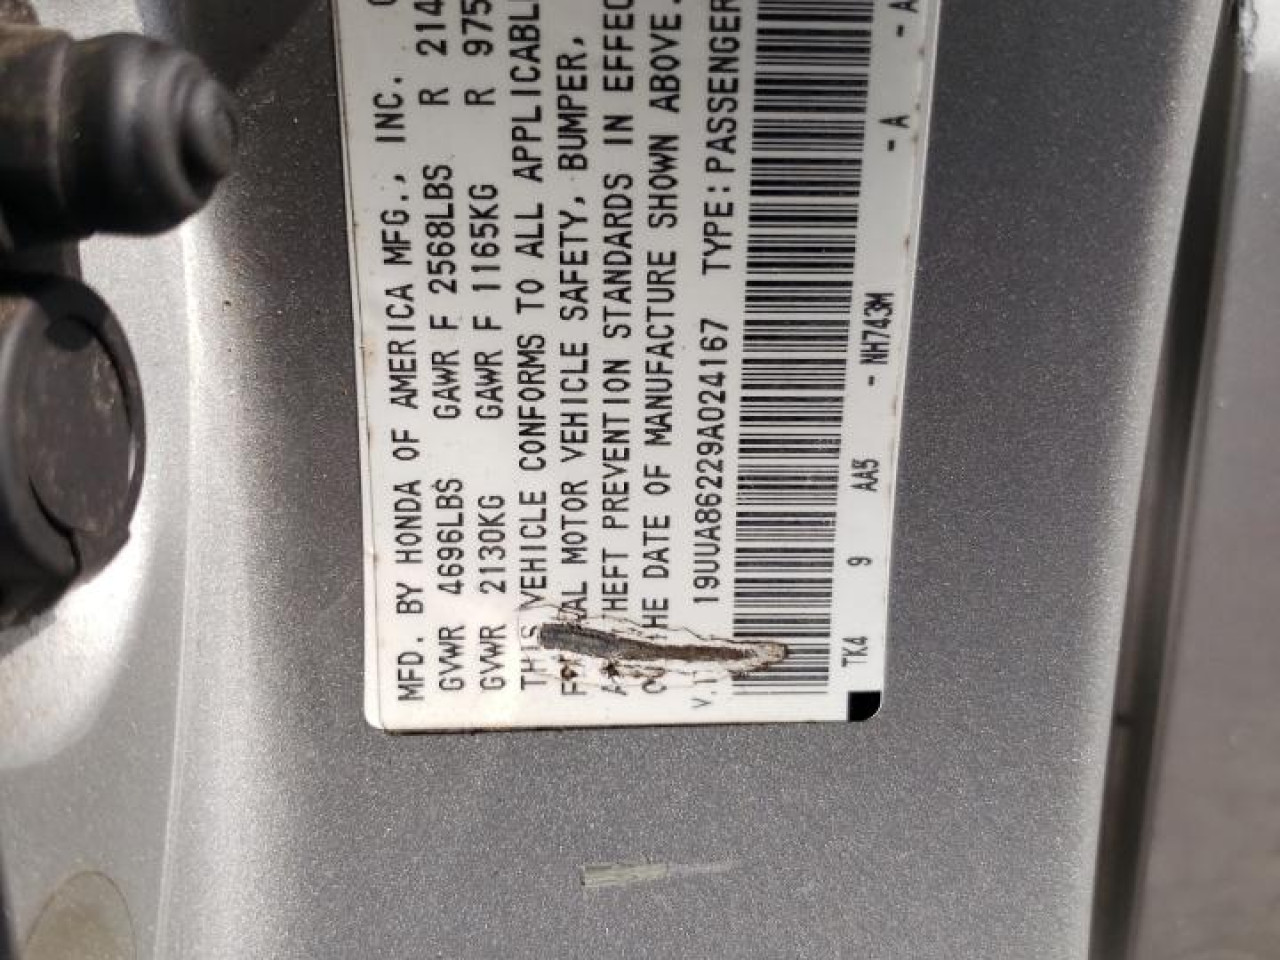 MFD. BY HONDA OF AMERICA MFG., INC.
GVWR 4696LBS GAWR F 2568LBS R 214
GVWR 2130KG GAWR F 1165KG R 975
THIS VEHICLE CONFORMS TO ALL APPLICABL
AL MOTOR VEHICLE SAFETY, BUMPER,
HEFT PREVENTION STANDARDS IN EFFEC
HE DATE OF MANUFACTURE SHOWN ABOVE.
19UUA86229A024167 TYPE:PASSENGER
TK4 9 AA5 - NH743M - A - A